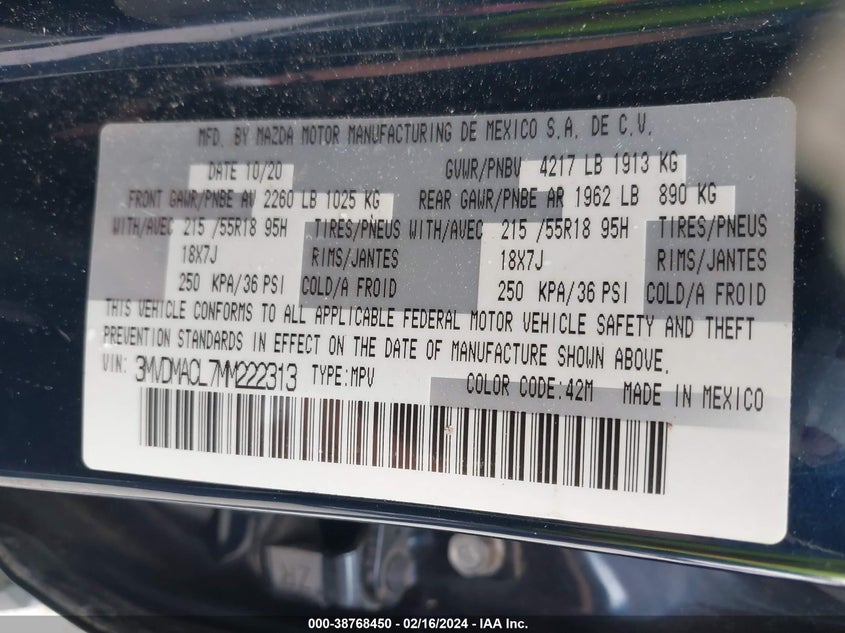 MFD. BY MAZDA MOTOR MANUFACTURING DE MEXICO S.A. DE C.V.
DATE 10/20 GVWR/PNBV 4217 LB 1913 KG
FRONT GAWR/PNBE AV 2260 LB 1025 KG REAR GAWR/PNBE AR 1962 LB 890 KG
WITH/AVEC 215 /55R18 95H TIRES/PNEUS WITH/AVEC 215 /55R18 95H TIRES/PNEUS
18X7J RIMS/JANTES 18X7J RIMS/JANTES
250 KPA/36 PSI COLD/A FROID 250 KPA/36 PSI COLD/A FROID
THIS VEHICLE CONFORMS TO ALL APPLICABLE FEDERAL MOTOR VEHICLE SAFETY AND THEFT
PREVENTION STANDARDS IN EFFECT ON THE DATE OF MANUFACTURE SHOWN ABOVE.
VIN: 3MVDMACL7MM222313 TYPE:MPV COLOR CODE:42M MADE IN MEXICO
000-38768450 - 02/16/2024 - IAA Inc.